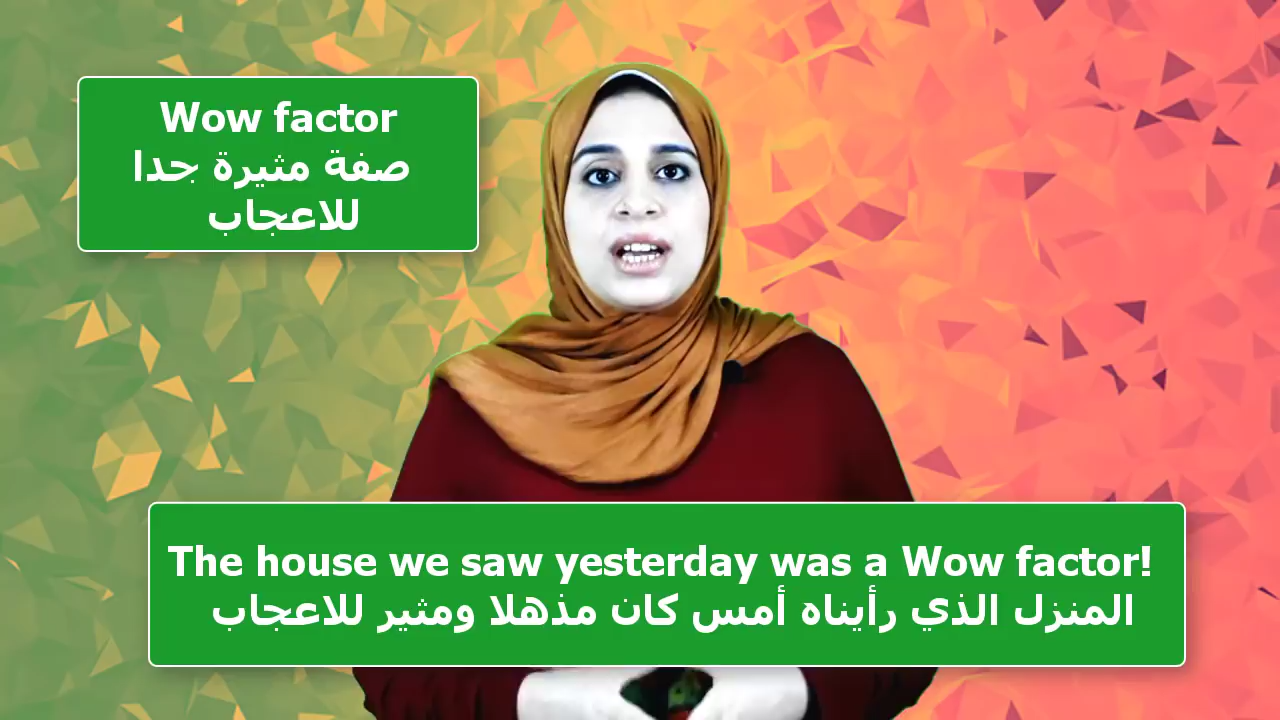 Wow factor
صفة مثيرة جدا
للاعجاب
The house we saw yesterday was a Wow factor!
المنزل الذي رأيناه أمس كان مذهلا ومثير للاعجاب